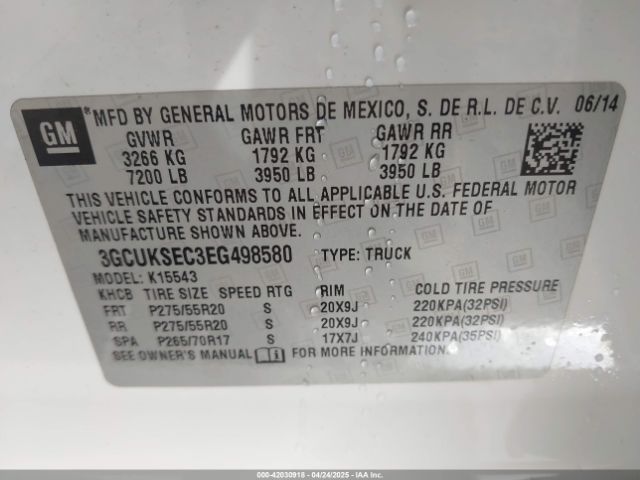 GM
*MFD BY GENERAL MOTORS DE MEXICO, S. DE R.L. DE C.V. 06/14
GVWR GAWR FRT GAWR RR
3266 KG 1792 KG 1792 KG
7200 LB 3950 LB 3950 LB
THIS VEHICLE CONFORMS TO ALL APPLICABLE U.S. FEDERAL MOTOR
VEHICLE SAFETY STANDARDS IN EFFECT ON THE DATE OF
MANUFACTURE SHOWN ABOVE.
3GCUKSEC3EG498580 TYPE: TRUCK
MODEL: K15543
KHCB TIRE SIZE SPEED RTG RIM COLD TIRE PRESSURE
FRT P275/55R20 S 20X9J 220KPA(32PSI)
RR P275/55R20 S 20X9J 220KPA(32PSI)
SPA P265/70R17 S 17X7J 240KPA(35PSI)
SEE OWNER'S MANUAL FOR MORE INFORMATION.
000-42030918 - 04/24/2025 - IAAI.COM